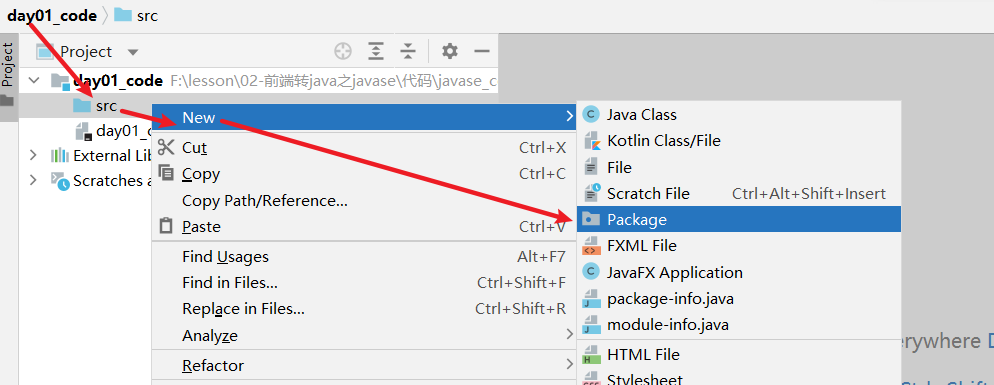 day01_code
src
Project
Project
day01_code F:\lesson\02-前端转java之javase\代码\javase_c
src
day01_c
External Lib
Scratches a
New
Cut Ctrl+X
Copy Ctrl+C
Copy Path/Reference...
Paste Ctrl+V
Find Usages Alt+F7
Find in Files... Ctrl+Shift+F
Replace in Files... Ctrl+Shift+R
Analyze
Refactor
Java Class
Kotlin Class/File
File
Scratch File Ctrl+Alt+Shift+Insert
Package
FXML File
JavaFX Application
package-info.java
module-info.java
HTML File
Stylesheet
erywhere D